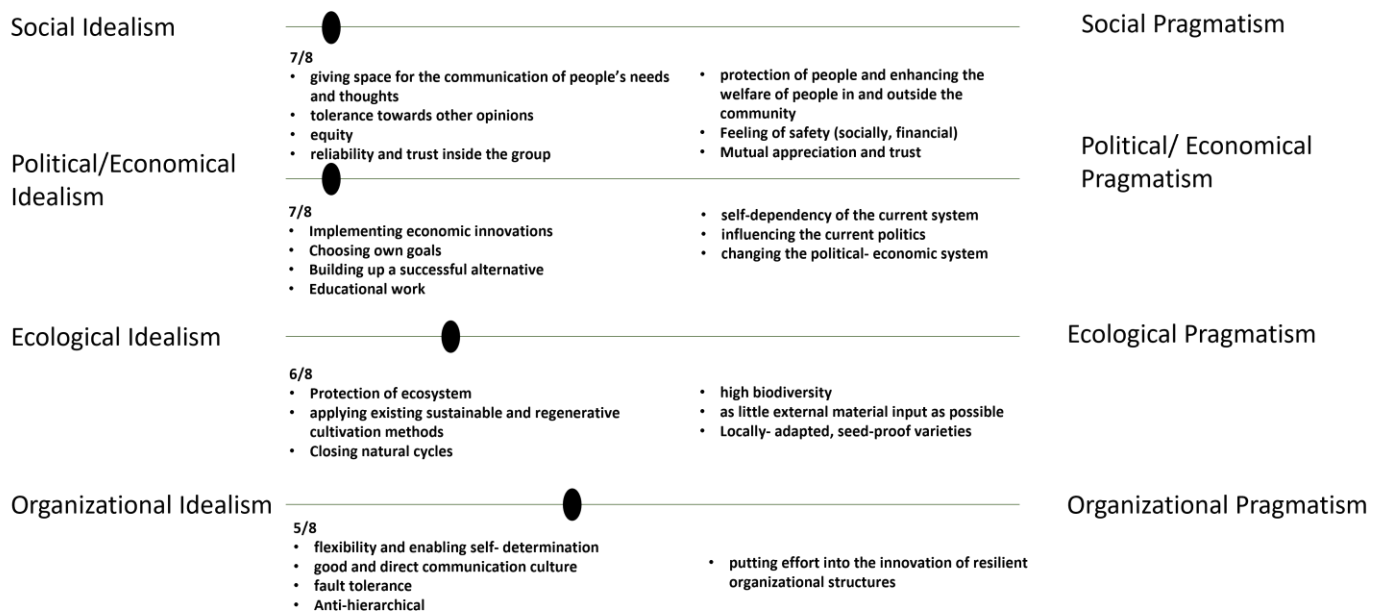 Social Idealism
Social Pragmatism
7/8
• giving space for the communication of people's needs
and thoughts
• tolerance towards other opinions
• equity
• reliability and trust inside the group
• protection of people and enhancing the
welfare of people in and outside the
community
• Feeling of safety (socially, financial)
• Mutual appreciation and trust
Political/Economical
Idealism
Political/ Economical
Pragmatism
7/8
• Implementing economic innovations
• Choosing own goals
• Building up a successful alternative
• Educational work
• self-dependency of the current system
• influencing the current politics
• changing the political- economic system
Ecological Idealism
Ecological Pragmatism
6/8
• Protection of ecosystem
• applying existing sustainable and regenerative
cultivation methods
• Closing natural cycles
• high biodiversity
• as little external material input as possible
• Locally- adapted, seed-proof varieties
Organizational Idealism
Organizational Pragmatism
5/8
• flexibility and enabling self- determination
• good and direct communication culture
• fault tolerance
• Anti-hierarchical
• putting effort into the innovation of resilient
organizational structures